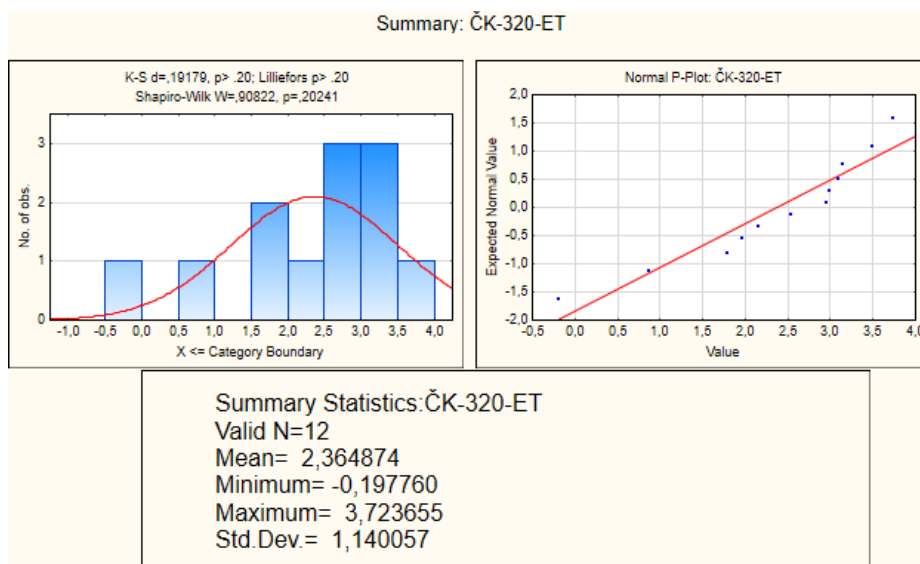 Summary: ČK-320-ET
K-S d=,19179, p> .20; Lilliefors p> .20
Shapiro-Wilk W=,90822, p=,20241
No. of obs.
3
2
1
0
-1,0 -0,5 0,0 0,5 1,0 1,5 2,0 2,5 3,0 3,5 4,0
X <= Category Boundary
Normal P-Plot: ČK-320-ET
Expected Normal Value
2,0
1,5
1,0
0,5
0,0
-0,5
-1,0
-1,5
-2,0
-0,5 0,0 0,5 1,0 1,5 2,0 2,5 3,0 3,5 4,0
Value
Summary Statistics:ČK-320-ET
Valid N=12
Mean= 2,364874
Minimum= -0,197760
Maximum= 3,723655
Std.Dev.= 1,140057